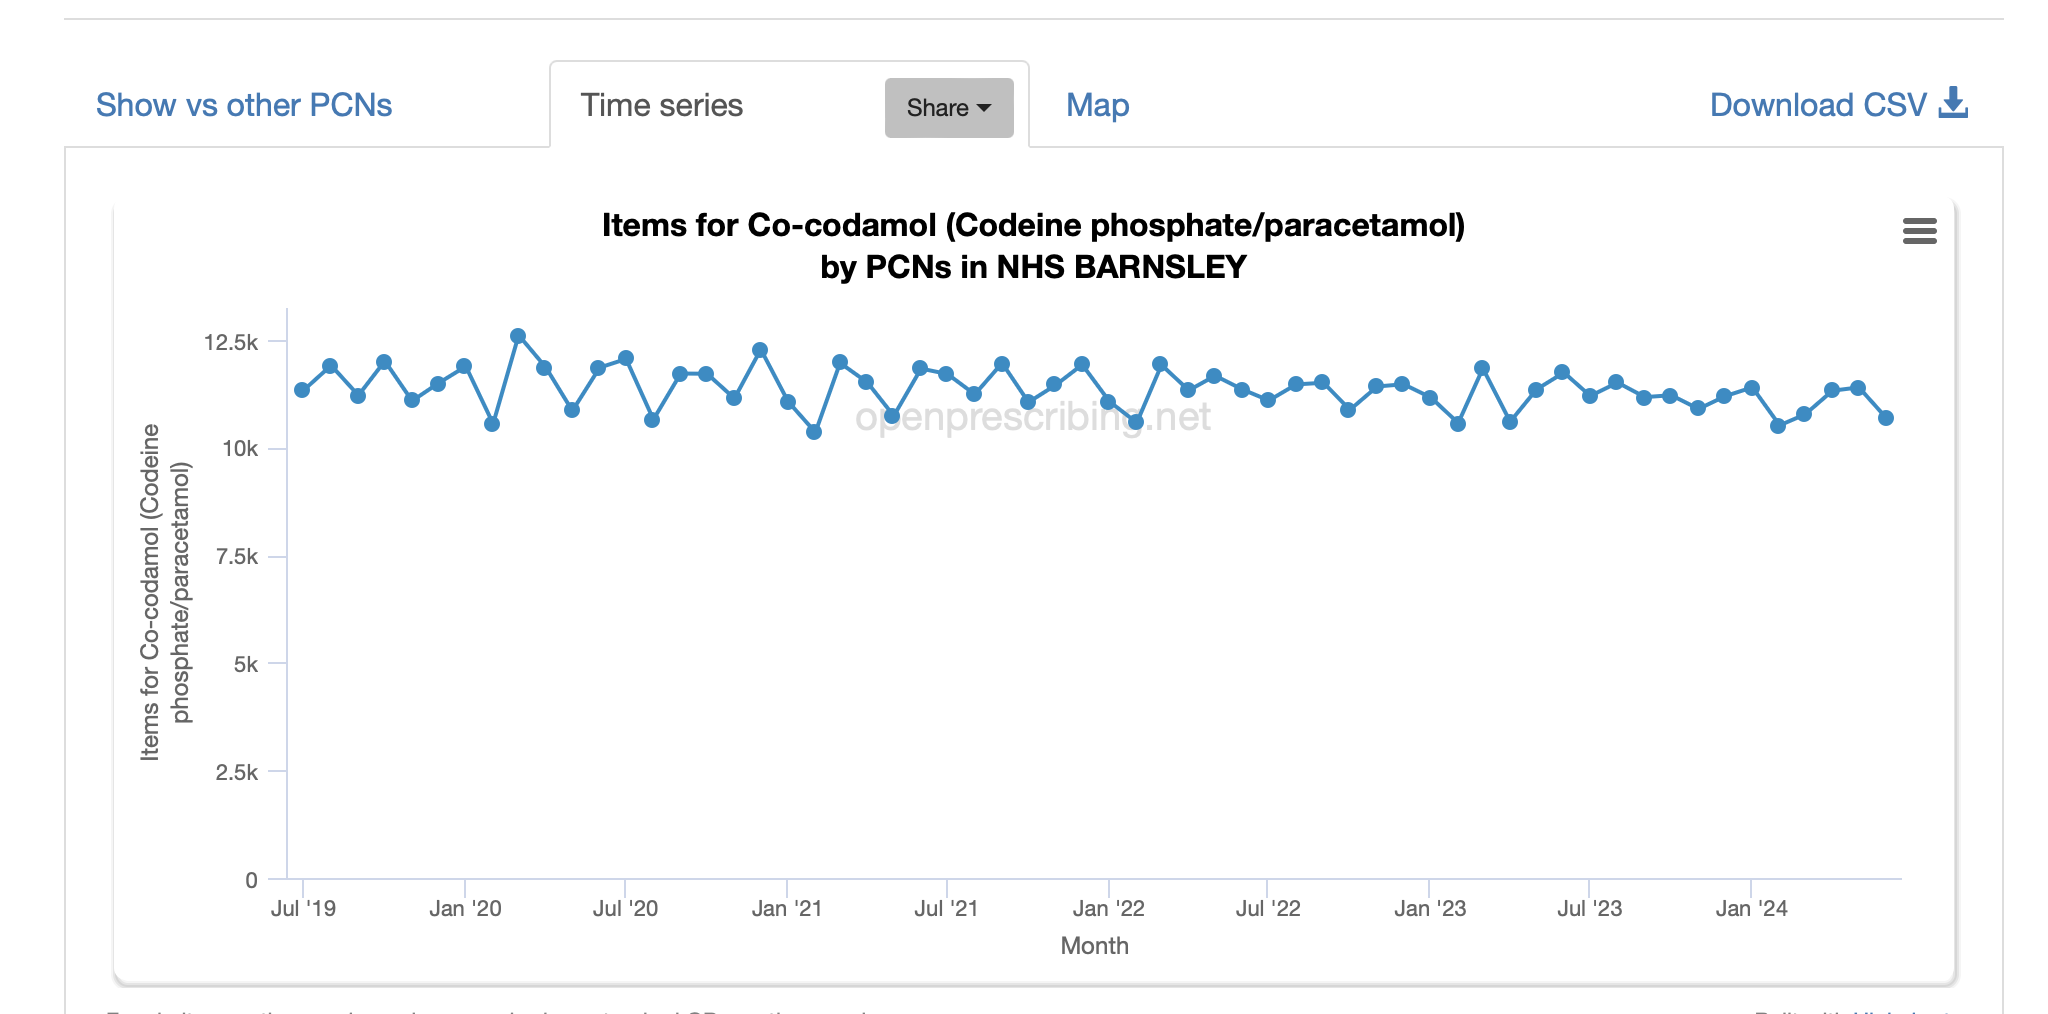 Show vs other PCNs
Time series
Share
Map
Download CSV
Items for Co-codamol (Codeine phosphate/paracetamol)
by PCNs in NHS BARNSLEY
Items for Co-codamol (Codeine
phosphate/paracetamol)
12.5k
10k
7.5k
5k
2.5k
0
openprescribing.net
Jul '19
Jan '20
Jul '20
Jan '21
Jul '21
Jan '22
Jul '22
Jan '23
Jul '23
Jan '24
Month